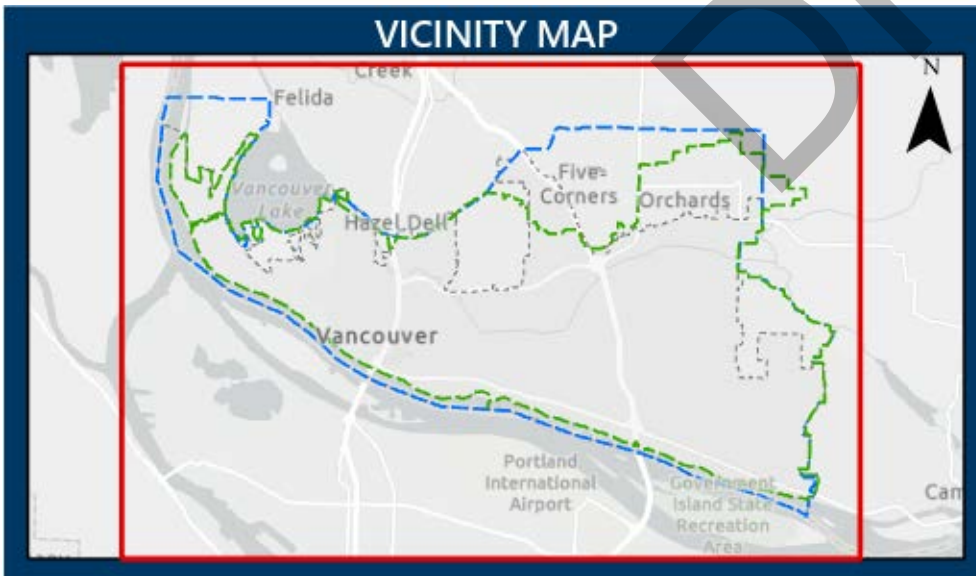 VICINITY MAP
Creek
N
Felida
Vancouver
Lake
Five
Corners
Orchards
Hazel Dell
Vancouver
Portland
International
Airport
Government
Island State
Recreation
Area
Cam